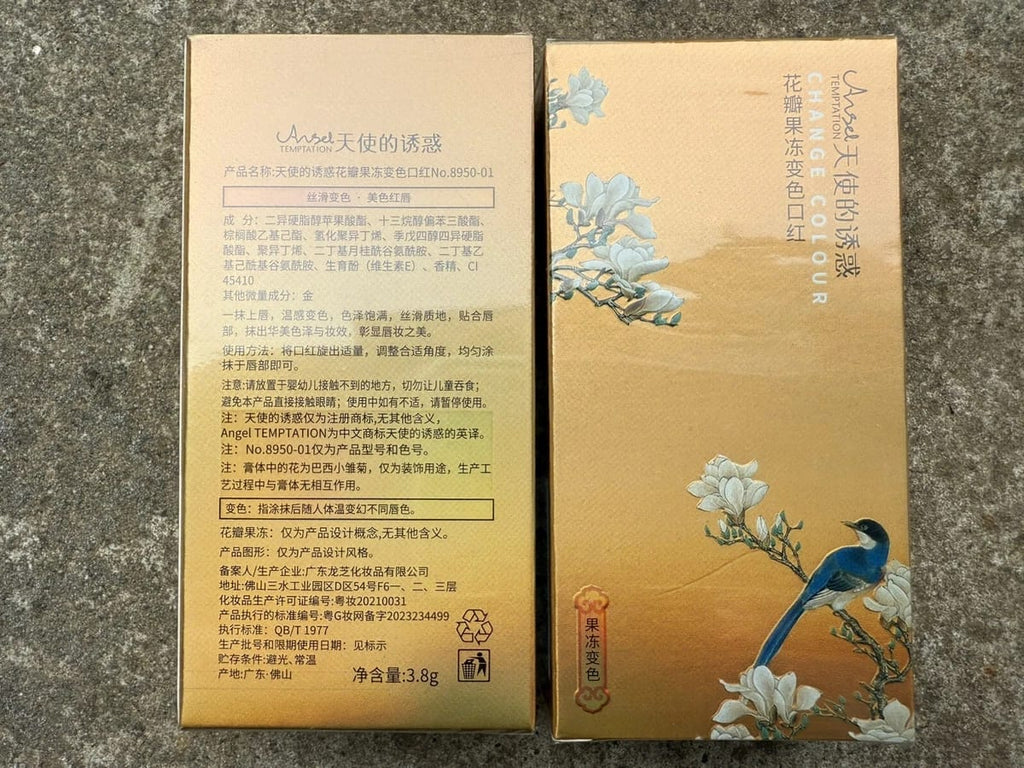 Angel
TEMPTATION 天使的诱惑
产品名称:天使的诱惑花瓣果冻变色口红No.8950-01
丝滑变色 · 美色红唇
成 分：二异硬脂醇苹果酸酯、十三烷醇偏苯三酸酯、
棕榈酸乙基己酯、氢化聚异丁烯、季戊四醇四异硬脂
酸酯、聚异丁烯、二丁基月桂酰谷氨酰胺、二丁基乙
基己酰基谷氨酰胺、生育酚（维生素E）、香精、CI
45410
其他微量成分：金
一抹上唇，温感变色，色泽饱满，丝滑质地，贴合唇
部，抹出华美色泽与妆效，彰显唇妆之美。
使用方法：将口红旋出适量，调整合适角度，均匀涂
抹于唇部即可。
注意:请放置于婴幼儿接触不到的地方，切勿让儿童吞食；
避免本产品直接接触眼睛；使用中如有不适，请暂停使用。
注：天使的诱惑仅为注册商标,无其他含义，
Angel TEMPTATION为中文商标天使的诱惑的英译。
注：No.8950-01仅为产品型号和色号。
注：膏体中的花为巴西小雏菊，仅为装饰用途，生产工
艺过程中与膏体无相互作用。
变色：指涂抹后随人体温变幻不同唇色。
花瓣果冻：仅为产品设计概念,无其他含义。
产品图形：仅为产品设计风格。
备案人/生产企业:广东龙芝化妆品有限公司
地址:佛山三水工业园区D区54号F6一、二、三层
化妆品生产许可证编号:粤妆20210031
产品执行的标准编号:粤G妆网备字2023234499
执行标准：QB/T 1977
生产批号和限期使用日期：见标示
贮存条件:避光、常温
产地:广东·佛山
净含量:3.8g
Angel
TEMPTATION 天使的诱惑
CHANGE COLOUR
花瓣果冻变色口红
果冻变色